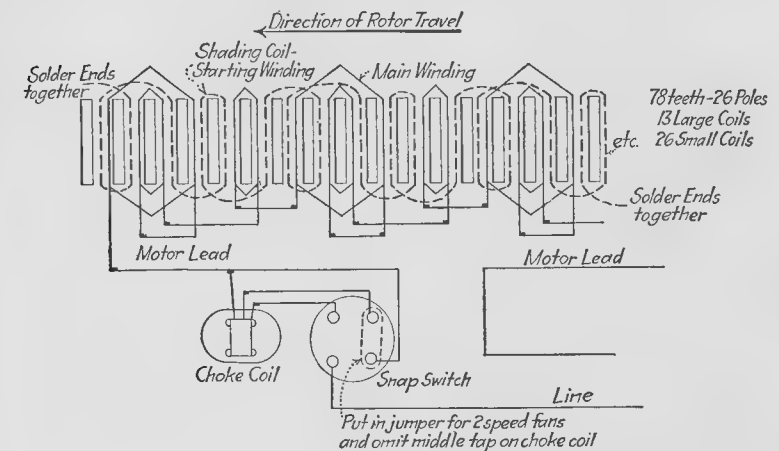 Direction of Rotor Travel
Shading Coil-
Starting Winding
Solder Ends
together
Main Winding
78 teeth-26 Poles
13 Large Coils
26 Small Coils
etc.
Solder Ends
together
Motor Lead
Motor Lead
Choke Coil
Snap Switch
Line
Put in jumper for 2 speed fans
and omit middle tap on choke coil